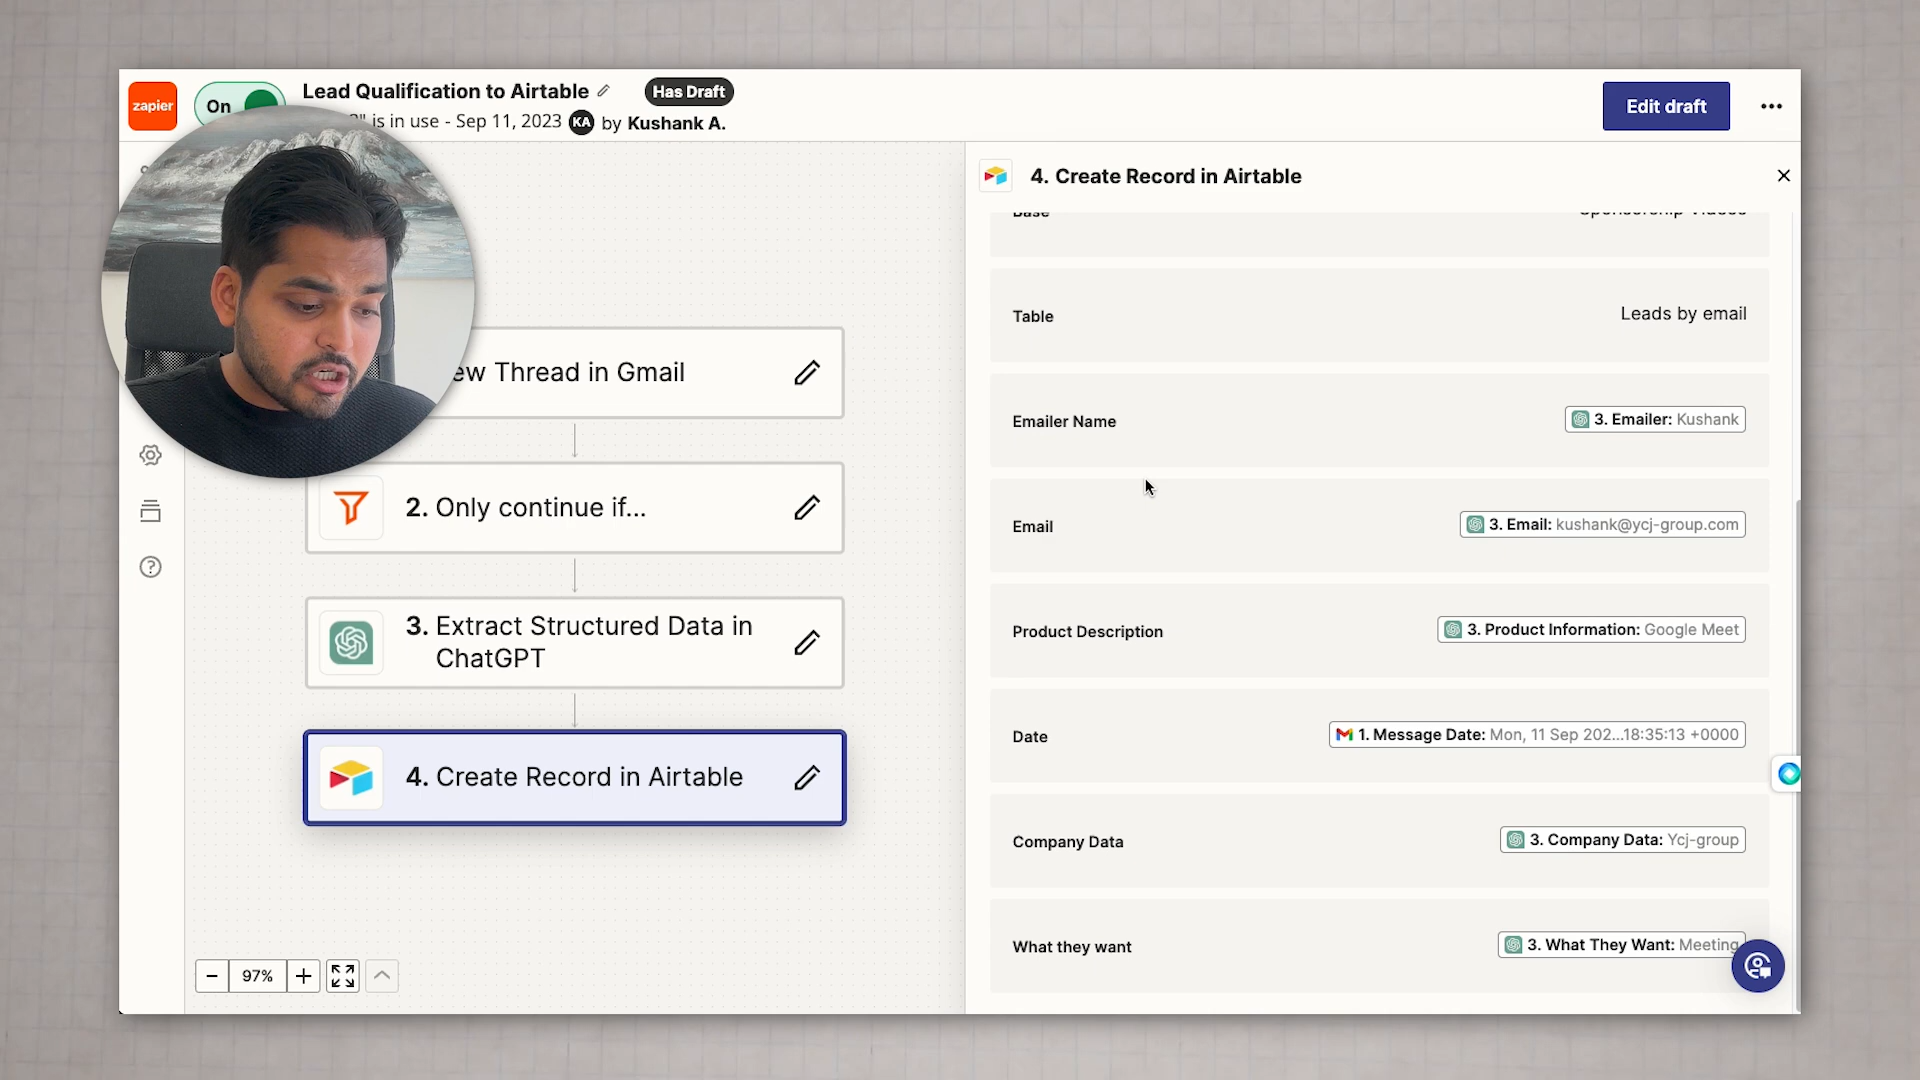 zapier
On
Lead Qualification to Airtable
Has Draft
is in use - Sep 11, 2023 KA by Kushank A.
Edit draft
ew Thread in Gmail
2. Only continue if...
3. Extract Structured Data in
ChatGPT
4. Create Record in Airtable
97%
4. Create Record in Airtable
Base
Sponsorship Videos
Table
Leads by email
Emailer Name
3. Emailer: Kushank
Email
3. Email: kushank@ycj-group.com
Product Description
3. Product Information: Google Meet
Date
1. Message Date: Mon, 11 Sep 202...18:35:13 +0000
Company Data
3. Company Data: Ycj-group
What they want
3. What They Want: Meeting